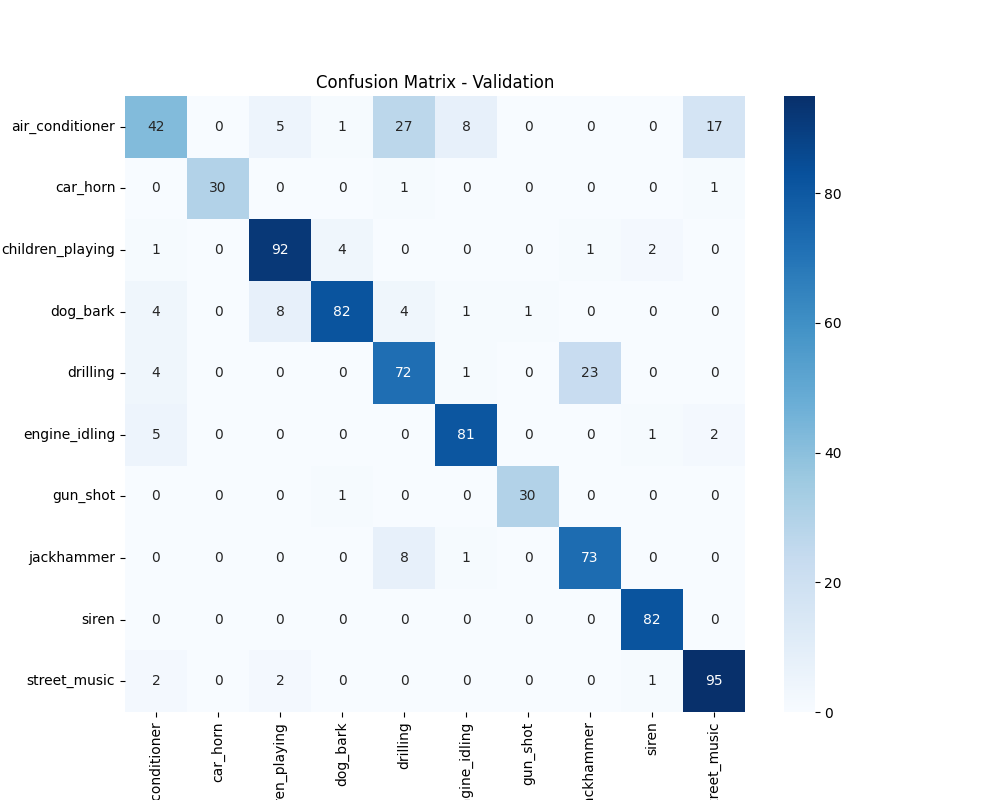 Confusion Matrix - Validation
air_conditioner 42 0 5 1 27 8 0 0 0 17
car_horn 0 30 0 0 1 0 0 0 0 1
children_playing 1 0 92 4 0 0 0 1 2 0
dog_bark 4 0 8 82 4 1 1 0 0 0
drilling 4 0 0 0 72 1 0 23 0 0
engine_idling 5 0 0 0 0 81 0 0 1 2
gun_shot 0 0 0 1 0 0 30 0 0 0
jackhammer 0 0 0 0 8 1 0 73 0 0
siren 0 0 0 0 0 0 0 0 82 0
street_music 2 0 2 0 0 0 0 0 1 95
conditioner
car_horn
en_playing
dog_bark
drilling
gine_idling
gun_shot
ackhammer
siren
reet_music
80
60
40
20
0